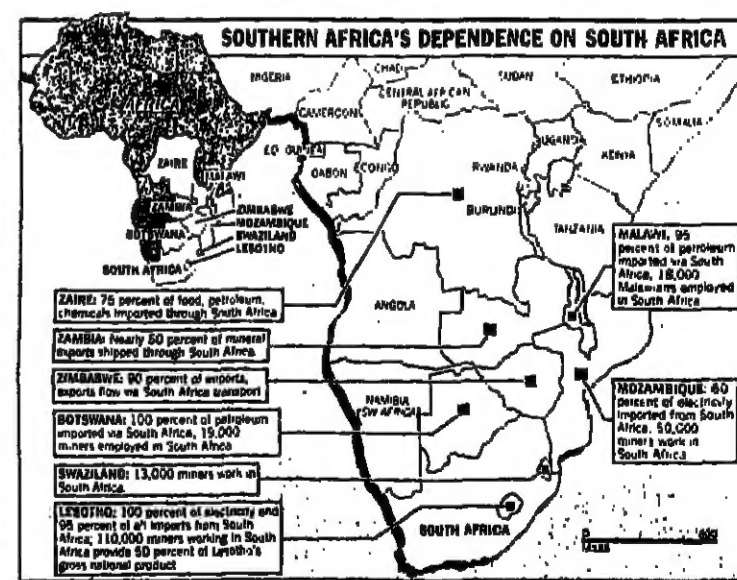 SOUTHERN AFRICA'S DEPENDENCE ON SOUTH AFRICA
NIGERIA
CHAD
SUDAN
ETHIOPIA
CENTRAL AFRICAN
REPUBLIC
CAMEROON
SOMALIA
EQ. GUINEA
GABON
CONGO
UGANDA
KENYA
RWANDA
BURUNDI
TANZANIA
AFRICA
ZAIRE
MALAWI
ZAMBIA
ZIMBABWE
MOZAMBIQUE
BOTSWANA
SWAZILAND
LESOTHO
SOUTH AFRICA
MALAWI, 95
percent of petroleum
imported via South
Africa, 18,000
Malawians employed
in South Africa
ZAIRE: 75 percent of food, petroleum,
chemicals imported through South Africa
ANGOLA
ZAMBIA: Nearly 50 percent of mineral
exports shipped through South Africa
ZIMBABWE: 90 percent of imports,
exports flow via South Africa transport
NAMIBIA
(SW AFRICA)
BOTSWANA: 100 percent of petroleum
imported via South Africa, 19,000
miners employed in South Africa
MOZAMBIQUE: 60
percent of electricity
imported from South
Africa, 50,000
miners work in
South Africa
SWAZILAND: 13,000 miners work in
South Africa
LESOTHO: 100 percent of electricity and
95 percent of all imports from South
Africa; 110,000 miners working in South
Africa provide 50 percent of Lesotho's
gross national product
SOUTH AFRICA
0
Miles